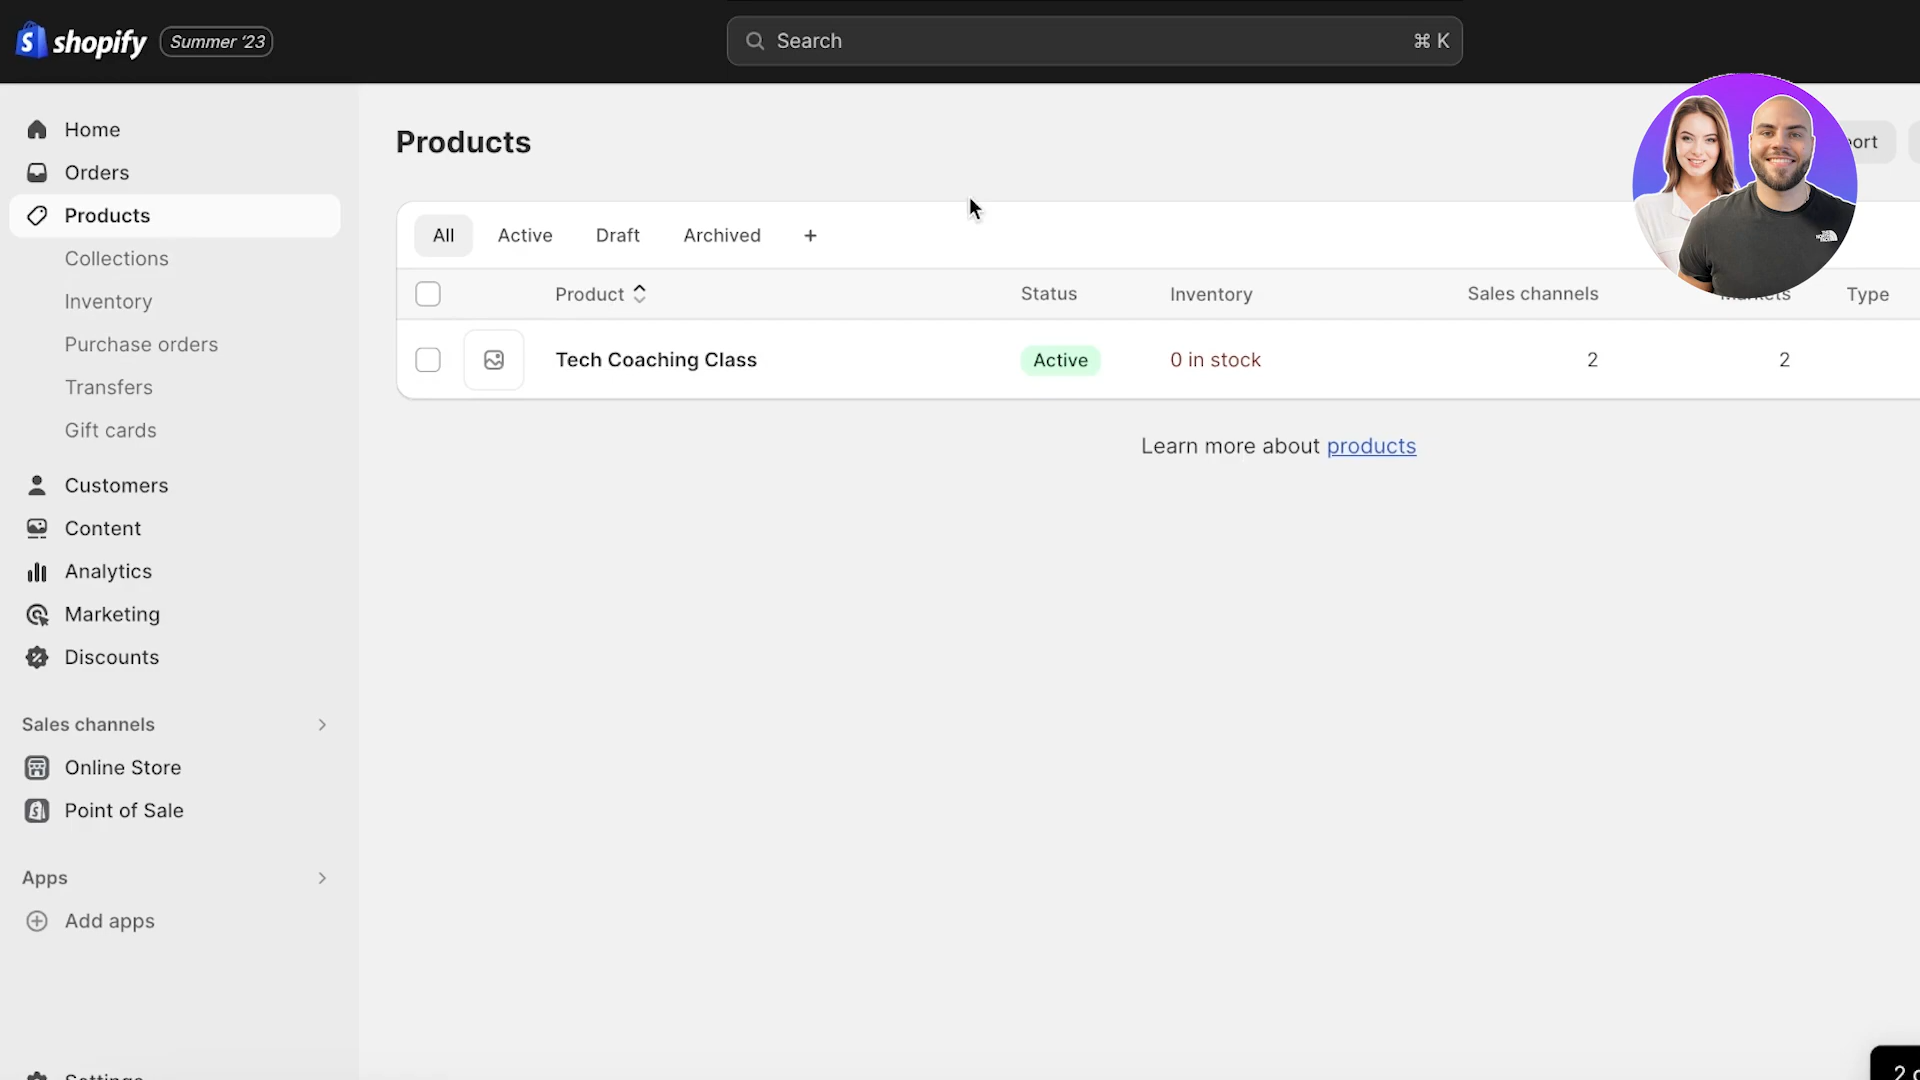 shopify Summer '23
Search ⌘ K
Home
Orders
Products
Collections
Inventory
Purchase orders
Transfers
Gift cards
Customers
Content
Analytics
Marketing
Discounts
Sales channels
Online Store
Point of Sale
Apps
Add apps
Settings
Products
All Active Draft Archived +
Product Status Inventory Sales channels Markets Type
Tech Coaching Class Active 0 in stock 2 2
Learn more about products